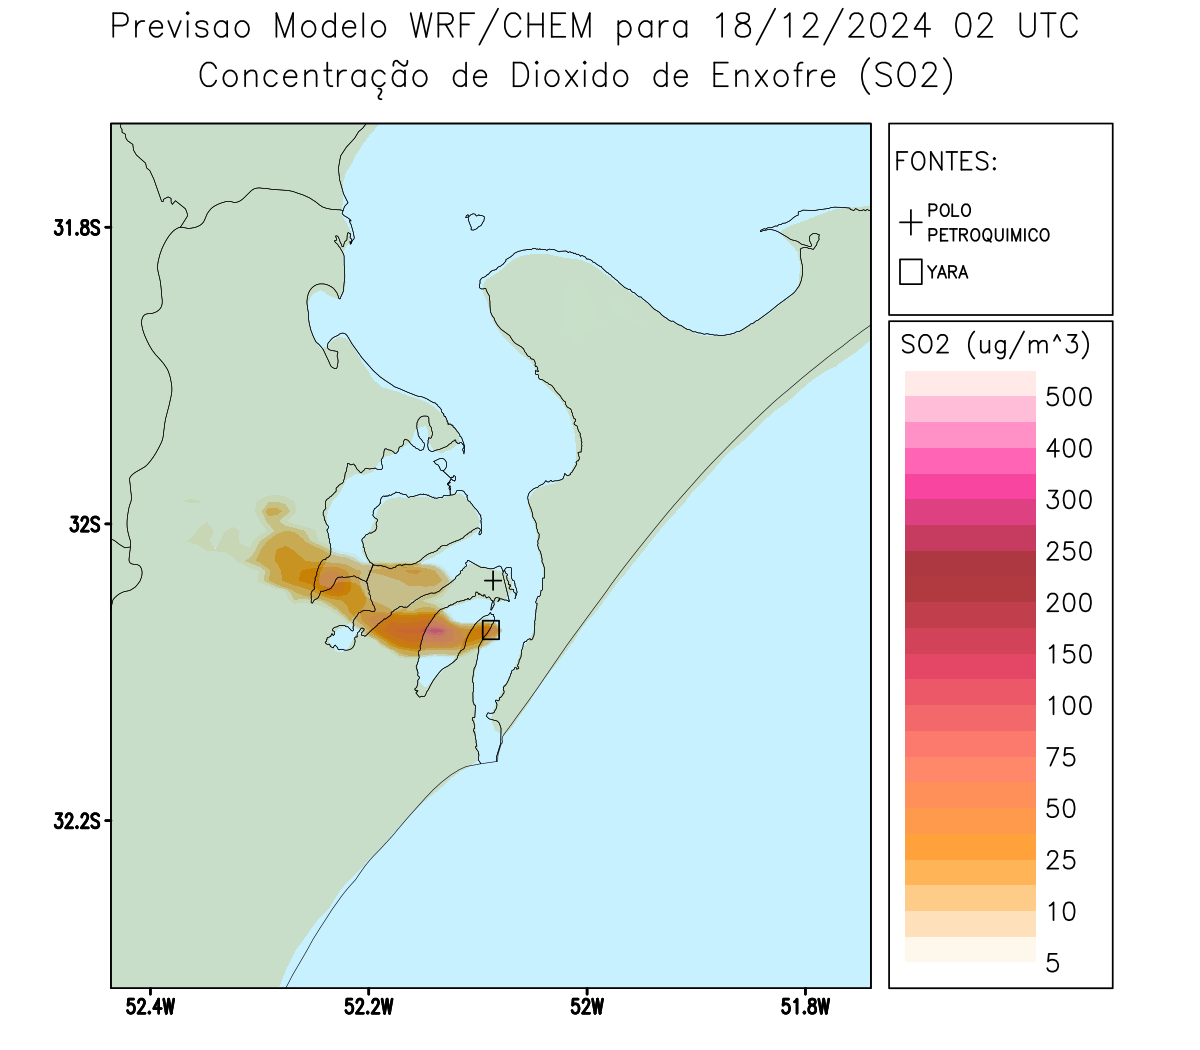 Previsao Modelo WRF/CHEM para 18/12/2024 02 UTC
Concentração de Dioxido de Enxofre (SO2)
FONTES:
POLO
PETROQUIMICO
YARA
31.8S
32S
32.2S
52.4W
52.2W
52W
51.8W
SO2 (ug/m^3)
500
400
300
250
200
150
100
75
50
25
10
5